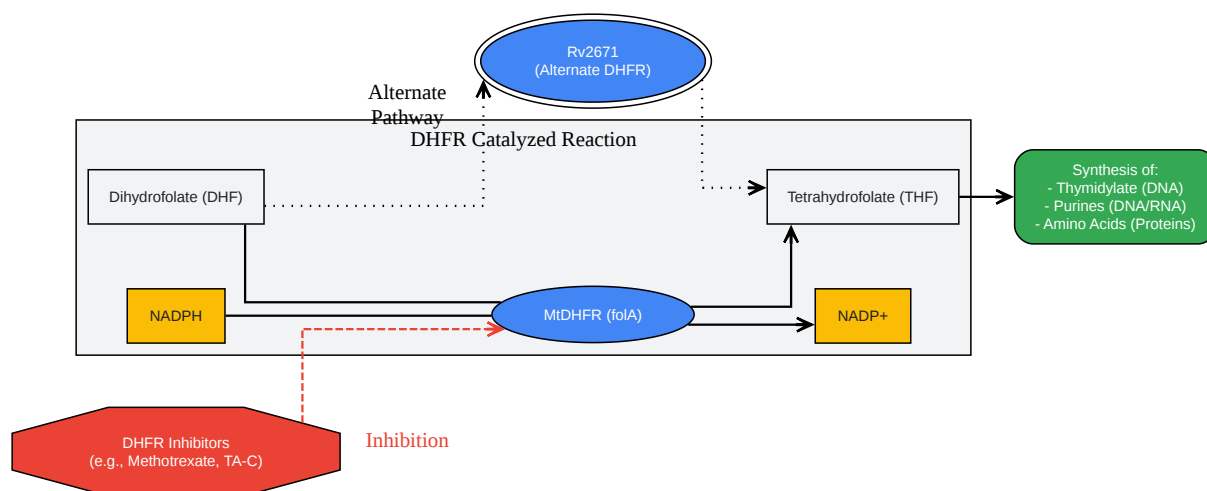 Rv2671
(Alternate DHFR)
Alternate
Pathway
DHFR Catalyzed Reaction
Dihydrofolate (DHF)
Tetrahydrofolate (THF)
Synthesis of:
- Thymidylate (DNA)
- Purines (DNA/RNA)
- Amino Acids (Proteins)
NADPH
MtDHFR (folA)
NADP+
DHFR Inhibitors
(e.g., Methotrexate, TA-C)
Inhibition